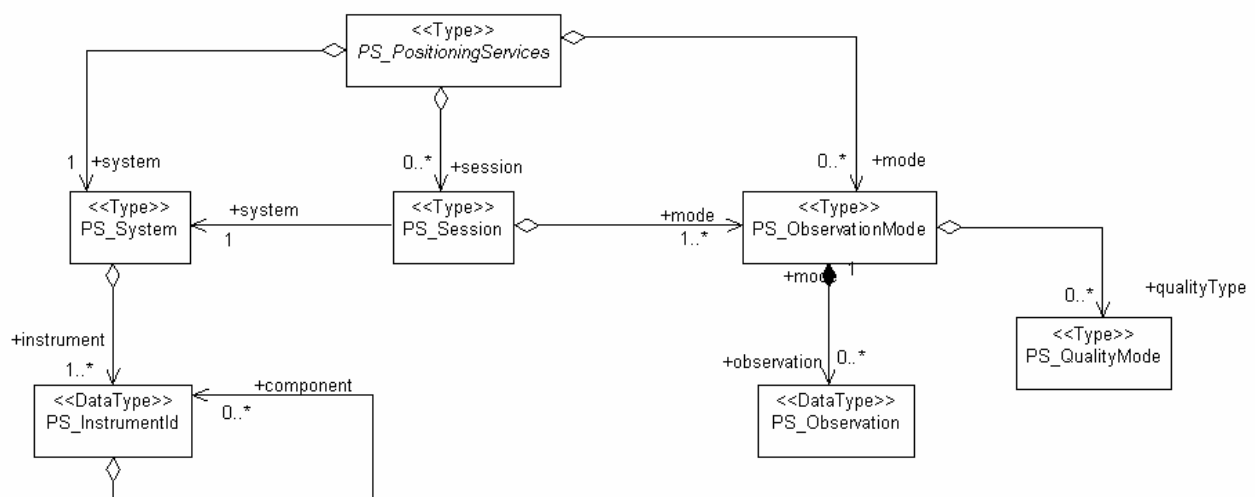 <<Type>>
PS_PositioningServices
1 +system
0..* +session
0..* +mode
<<Type>>
PS_System
+system
1
<<Type>>
PS_Session
+mode
1..*
<<Type>>
PS_ObservationMode
+mode 1
+instrument
1..*
+qualityType
0..*
<<Type>>
PS_QualityMode
+observation 0..*
+component
0..*
<<DataType>>
PS_InstrumentId
<<DataType>>
PS_Observation